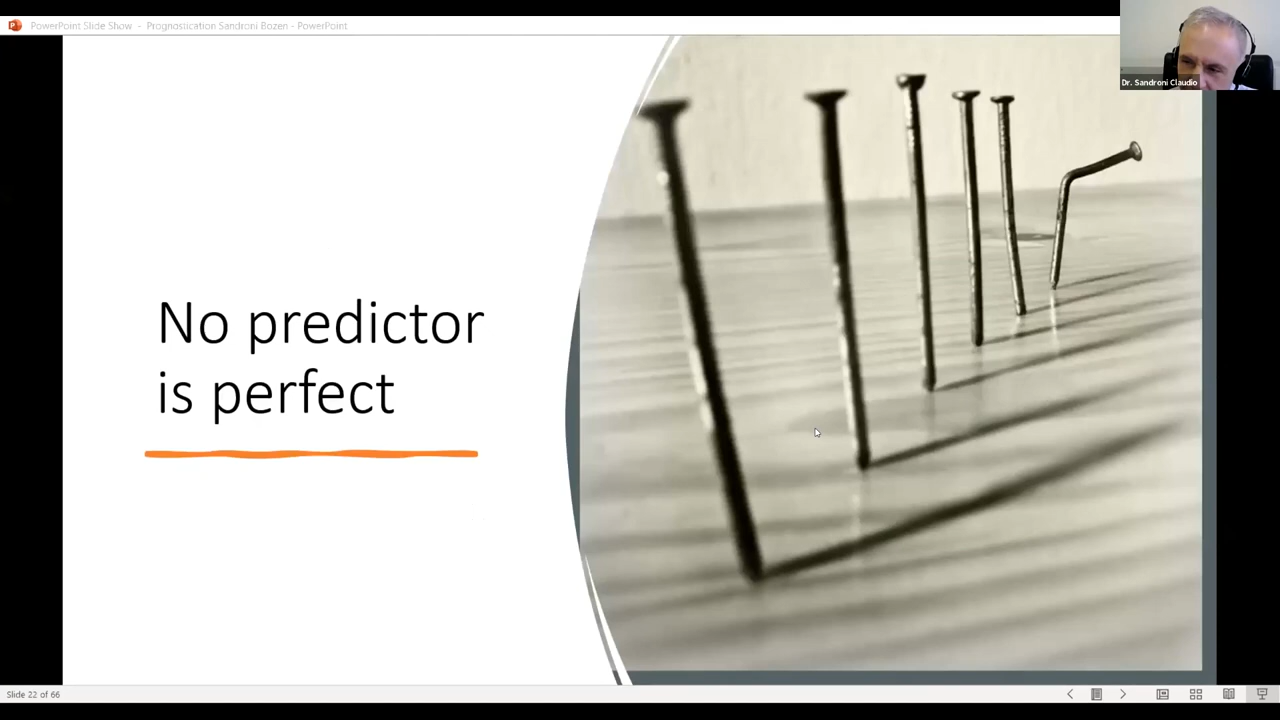 PowerPoint Slide Show - Prognostication Sandroni Bozen - PowerPoint
Dr. Sandroni Claudio
No predictor
is perfect
Slide 22 of 66